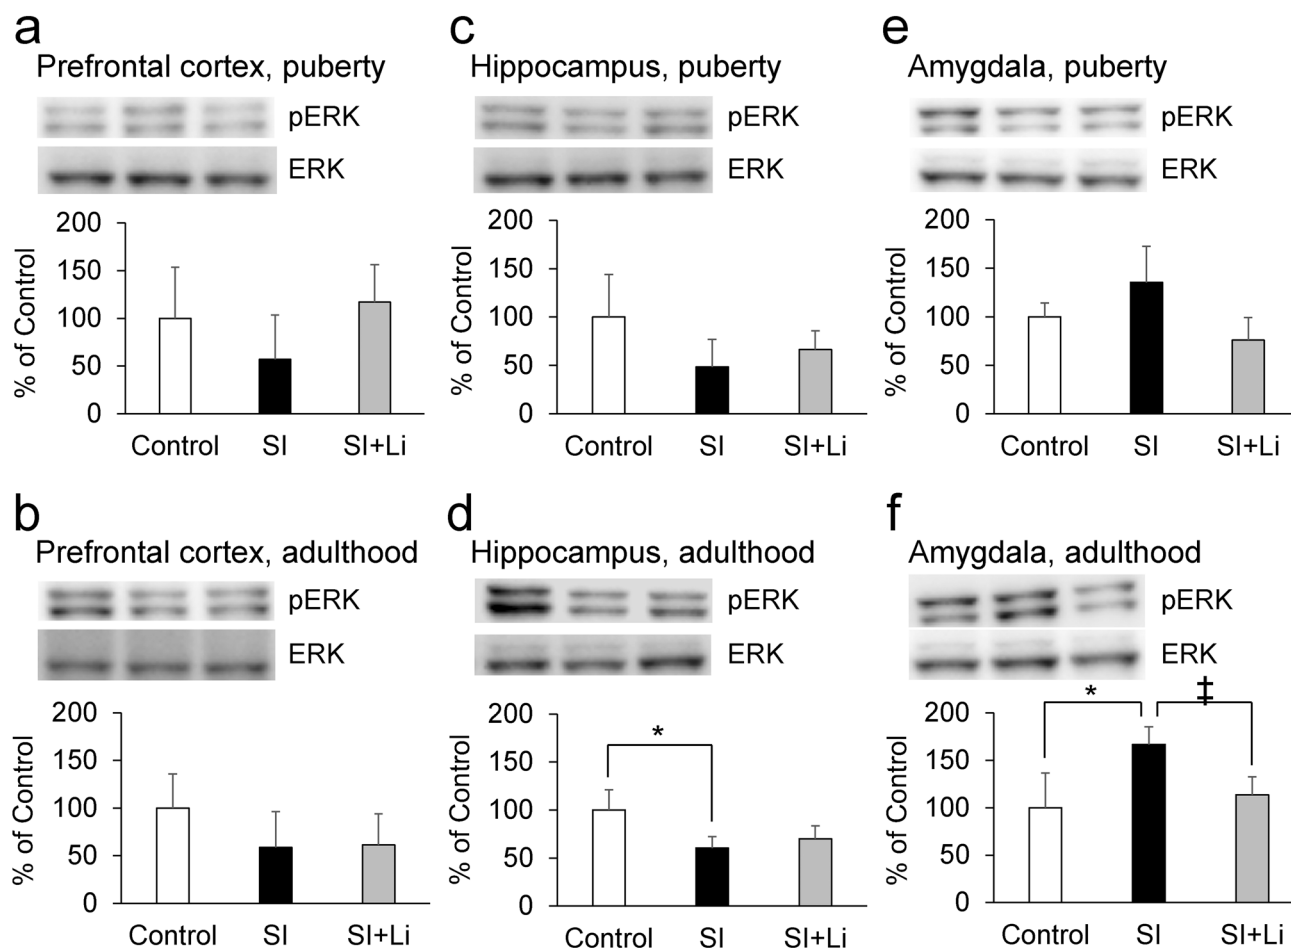 a
Prefrontal cortex, puberty
pERK
ERK
% of Control
200
150
100
50
0
Control SI SI+Li
c
Hippocampus, puberty
pERK
ERK
% of Control
200
150
100
50
0
Control SI SI+Li
e
Amygdala, puberty
pERK
ERK
% of Control
200
150
100
50
0
Control SI SI+Li
b
Prefrontal cortex, adulthood
pERK
ERK
% of Control
200
150
100
50
0
Control SI SI+Li
d
Hippocampus, adulthood
pERK
ERK
% of Control
200
150
100
50
0
*
Control SI SI+Li
f
Amygdala, adulthood
pERK
ERK
% of Control
200
150
100
50
0
* ‡
Control SI SI+Li